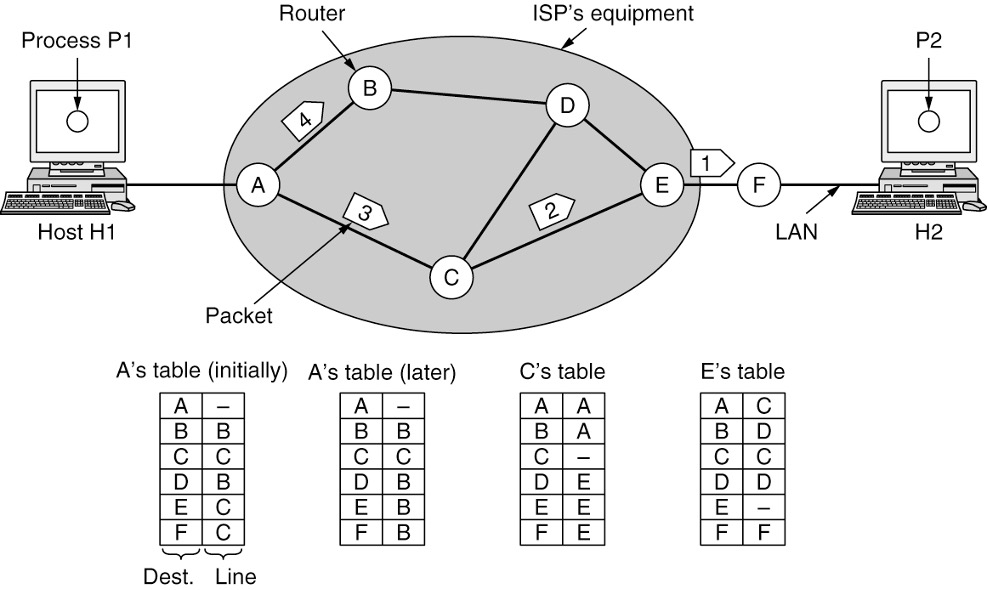 Router ISP's equipment
Process P1 P2
B
4 D
1
A E F
3 2
Host H1 LAN H2
C
Packet
A's table (initially) A's table (later) C's table E's table
A – A – A A A C
B B B B B A B D
C C C C C – C C
D B D B D E D D
E C E B E E E –
F C F B F E F F
Dest. Line